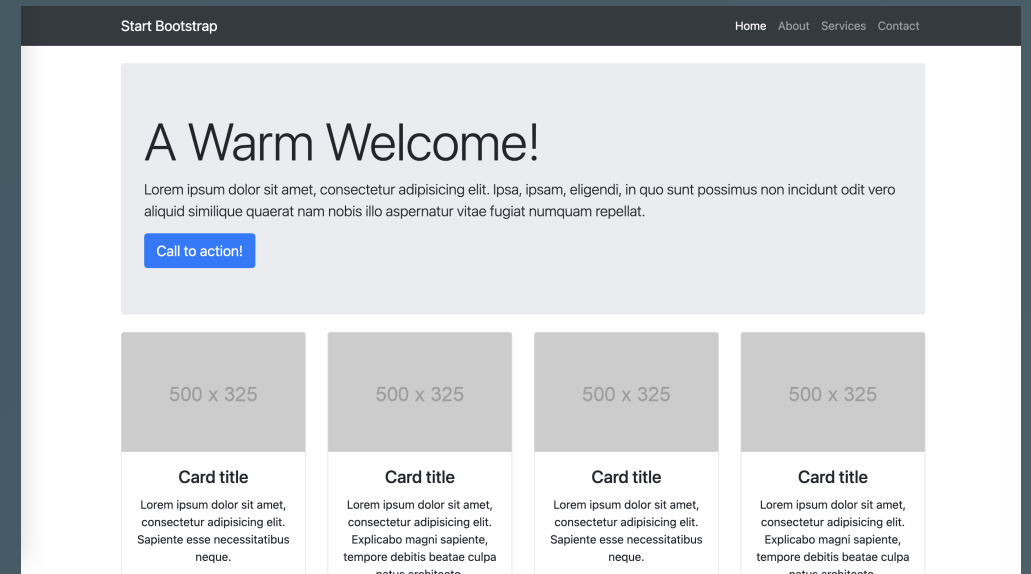 Start Bootstrap
Home About Services Contact
A Warm Welcome!
Lorem ipsum dolor sit amet, consectetur adipisicing elit. Ipsa, ipsam, eligendi, in quo sunt possimus non incidunt odit vero
aliquid similique quaerat nam nobis illo aspernatur vitae fugiat numquam repellat.
Call to action!
500 x 325
Card title
Lorem ipsum dolor sit amet,
consectetur adipisicing elit.
Sapiente esse necessitatibus
neque.
500 x 325
Card title
Lorem ipsum dolor sit amet,
consectetur adipisicing elit.
Explicabo magni sapiente,
tempore debitis beatae culpa
natus architecto.
500 x 325
Card title
Lorem ipsum dolor sit amet,
consectetur adipisicing elit.
Sapiente esse necessitatibus
neque.
500 x 325
Card title
Lorem ipsum dolor sit amet,
consectetur adipisicing elit.
Explicabo magni sapiente,
tempore debitis beatae culpa
natus architecto.